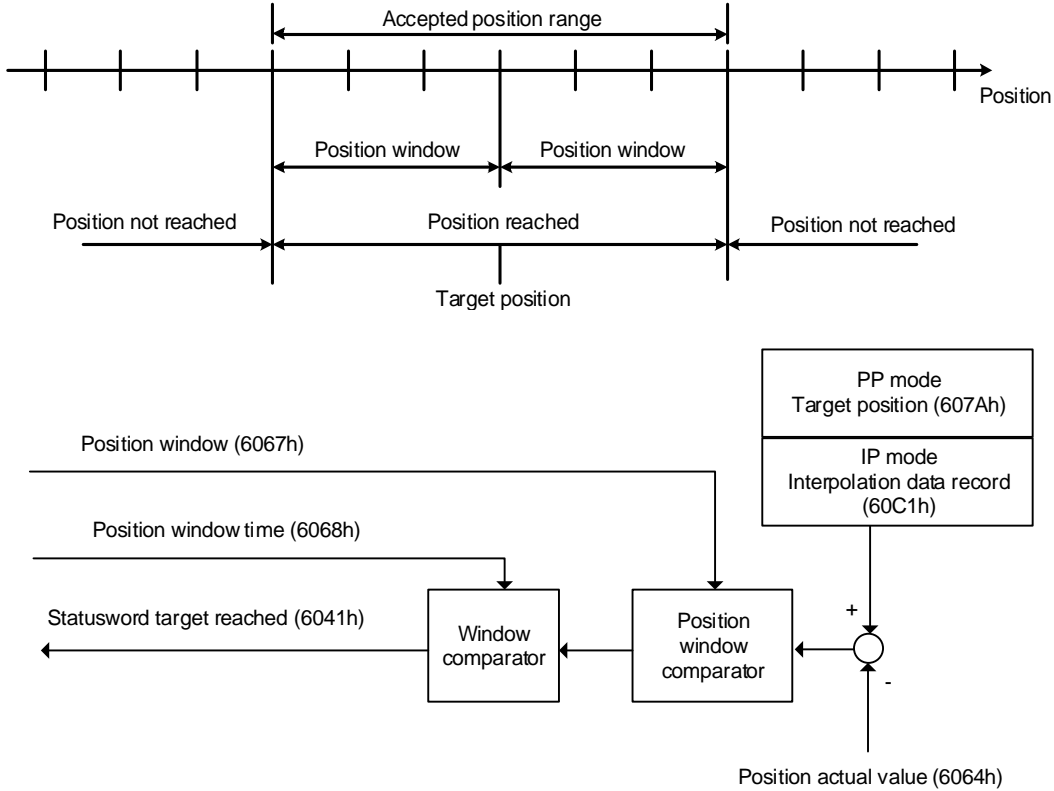 Accepted position range
Position
Position window
Position window
Position not reached
Position reached
Position not reached
Target position
PP mode
Target position (607Ah)
IP mode
Interpolation data record
(60C1h)
Position window (6067h)
Position window time (6068h)
Statusword target reached (6041h)
Window
comparator
Position
window
comparator
+
-
Position actual value (6064h)